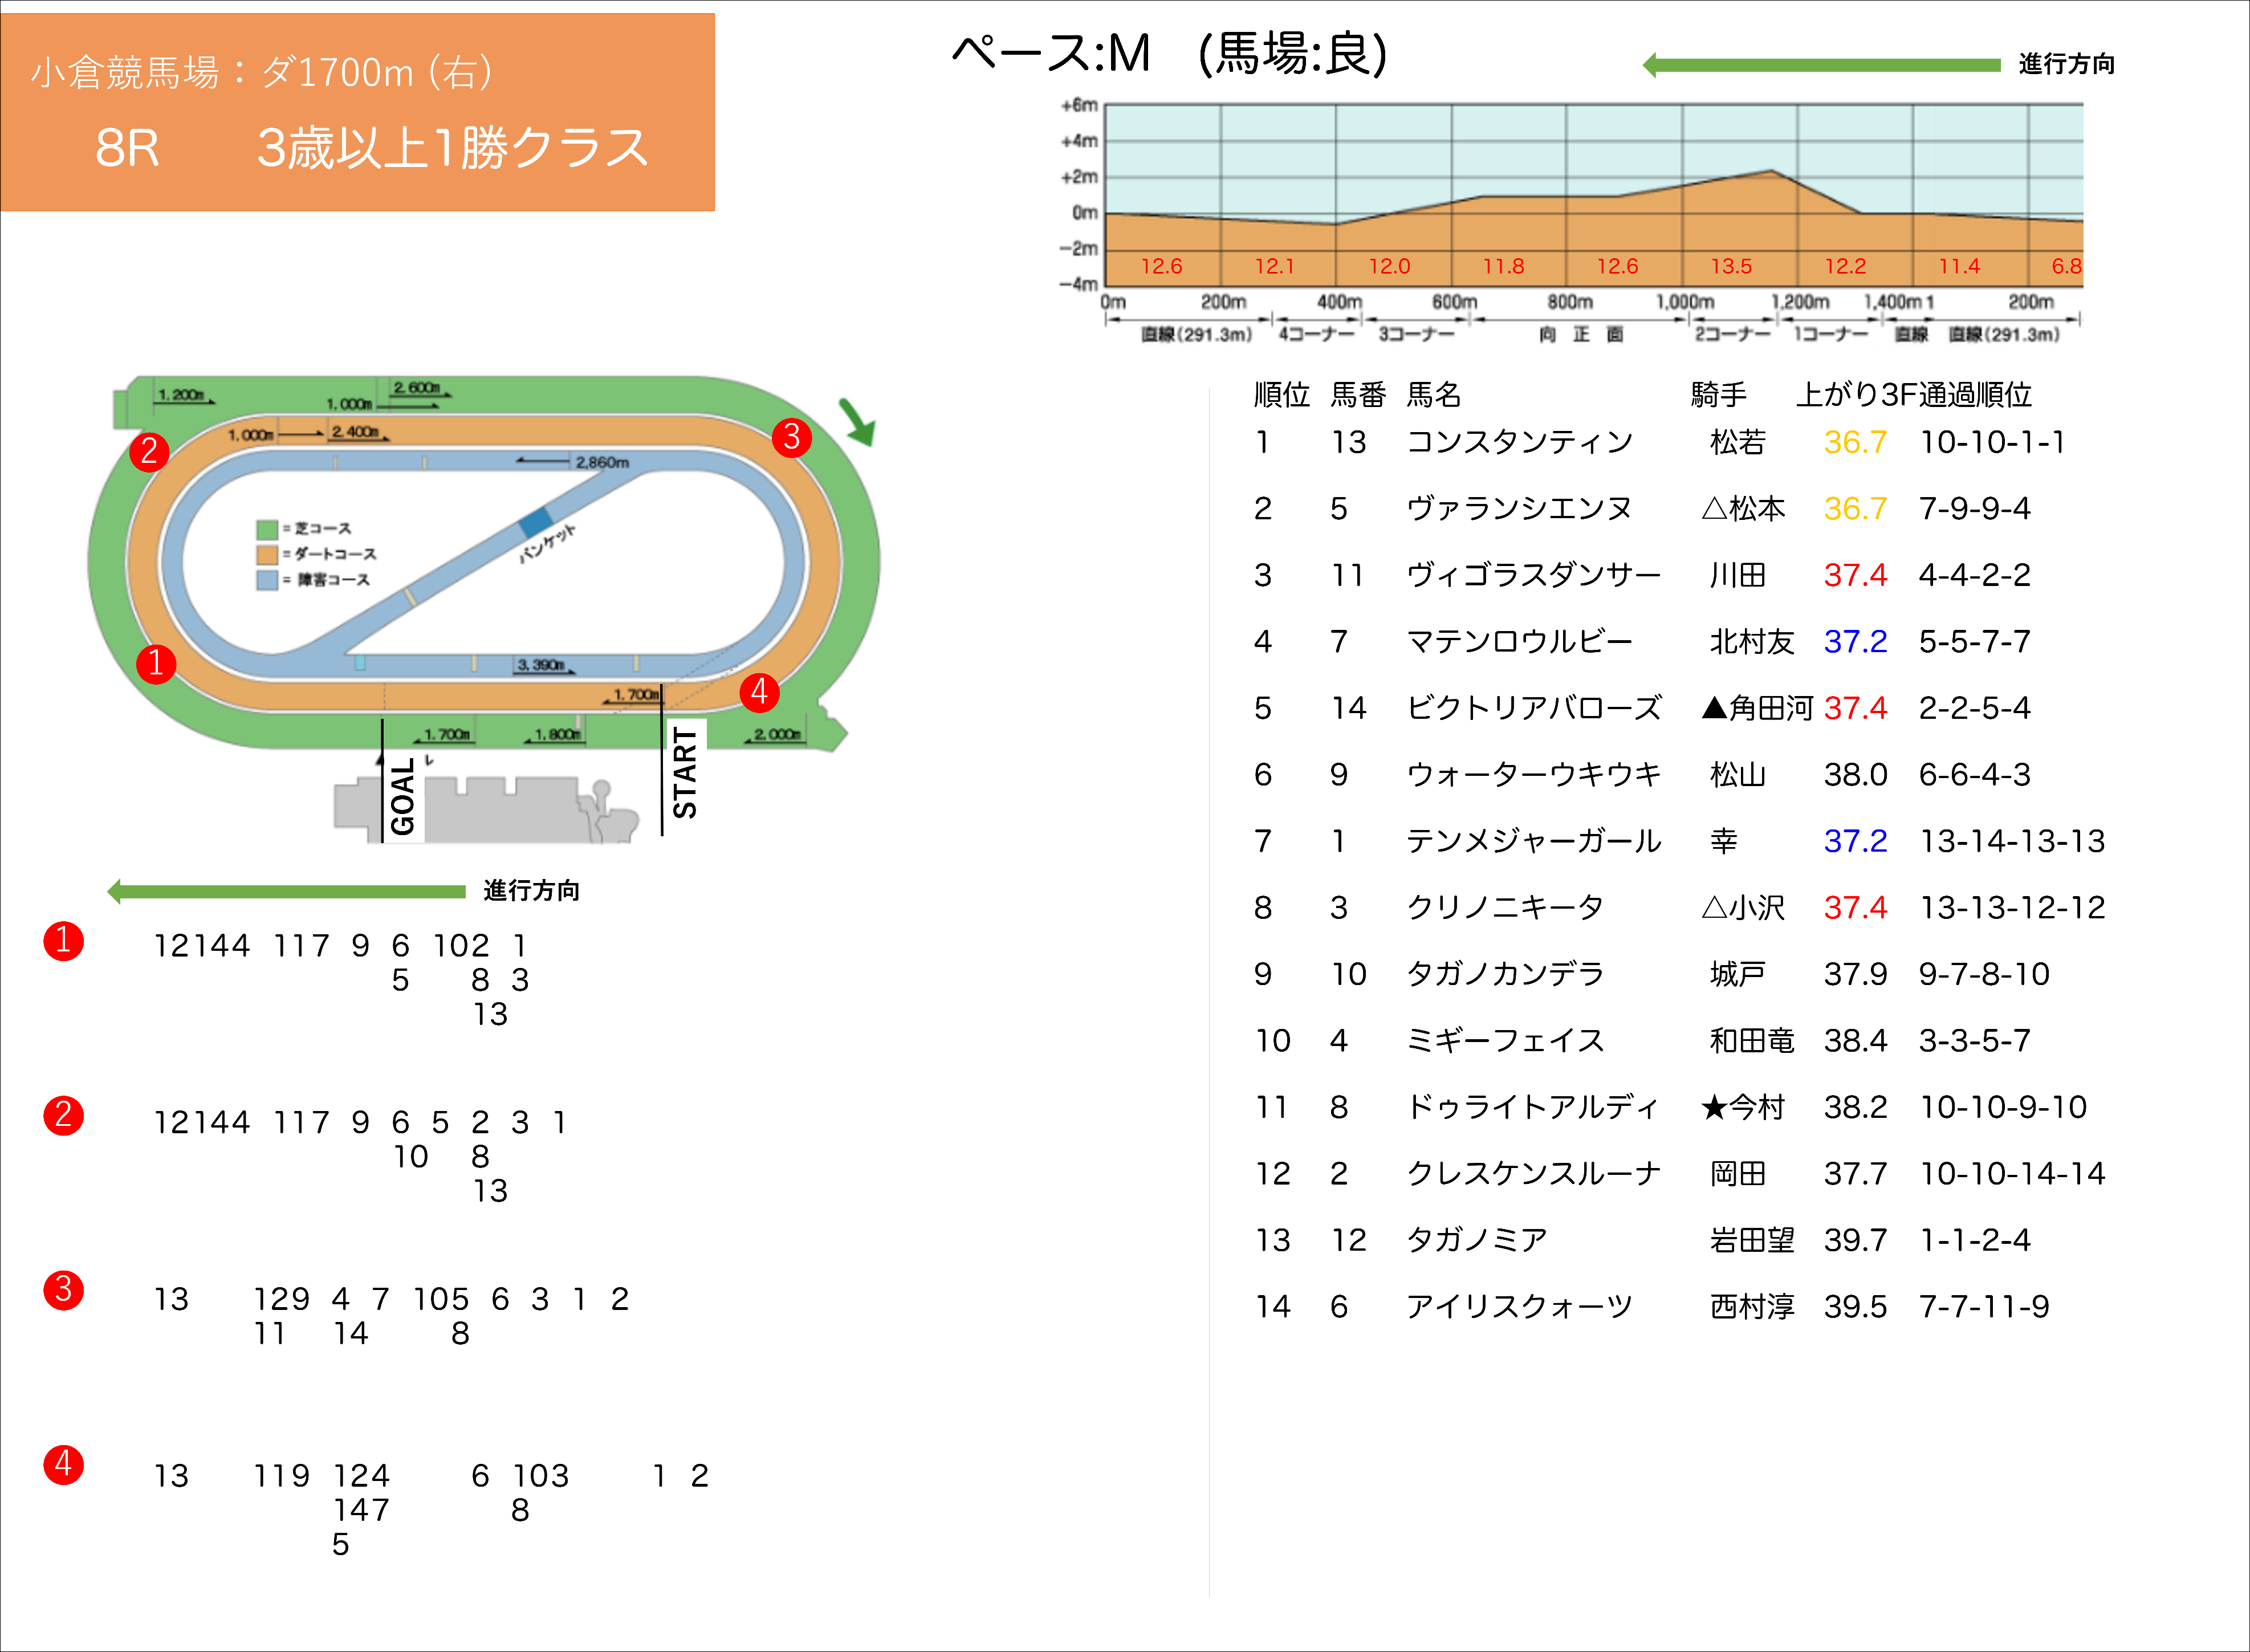 小倉競馬場：ダ1700m (右)
8R 3歳以上1勝クラス
ペース:M (馬場:良)
進行方向
+6m
+4m
+2m
0m
−2m
−4m
12.6 12.1 12.0 11.8 12.6 13.5 12.2 11.4 6.8
0m 200m 400m 600m 800m 1,000m 1,200m 1,400m 1 200m
直線(291.3m) 4コーナー 3コーナー 向 正 面 2コーナー 1コーナー 直線 直線(291.3m)
1,200m
2,600m
1,000m
1,000m
2,400m
2
3
2,860m
バンケット
= 芝コース
= ダートコース
= 障害コース
1
3,390m
1,700m
4
1,700m
1,800m
2,000m
レ
GOAL
START
進行方向
1 12144 117 9 6 102 1
5 8 3
13
2 12144 117 9 6 5 2 3 1
10 8
13
3 13 129 4 7 105 6 3 1 2
11 14 8
4 13 119 124 6 103 1 2
147 8
5
順位 馬番 馬名 騎手 上がり3F通過順位
1 13 コンスタンティン 松若 36.7 10-10-1-1
2 5 ヴァランシエンヌ △松本 36.7 7-9-9-4
3 11 ヴィゴラスダンサー 川田 37.4 4-4-2-2
4 7 マテンロウルビー 北村友 37.2 5-5-7-7
5 14 ビクトリアバローズ ▲角田河 37.4 2-2-5-4
6 9 ウォーターウキウキ 松山 38.0 6-6-4-3
7 1 テンメジャーガール 幸 37.2 13-14-13-13
8 3 クリノニキータ △小沢 37.4 13-13-12-12
9 10 タガノカンデラ 城戸 37.9 9-7-8-10
10 4 ミギーフェイス 和田竜 38.4 3-3-5-7
11 8 ドゥライトアルディ ★今村 38.2 10-10-9-10
12 2 クレスケンスルーナ 岡田 37.7 10-10-14-14
13 12 タガノミア 岩田望 39.7 1-1-2-4
14 6 アイリスクォーツ 西村淳 39.5 7-7-11-9